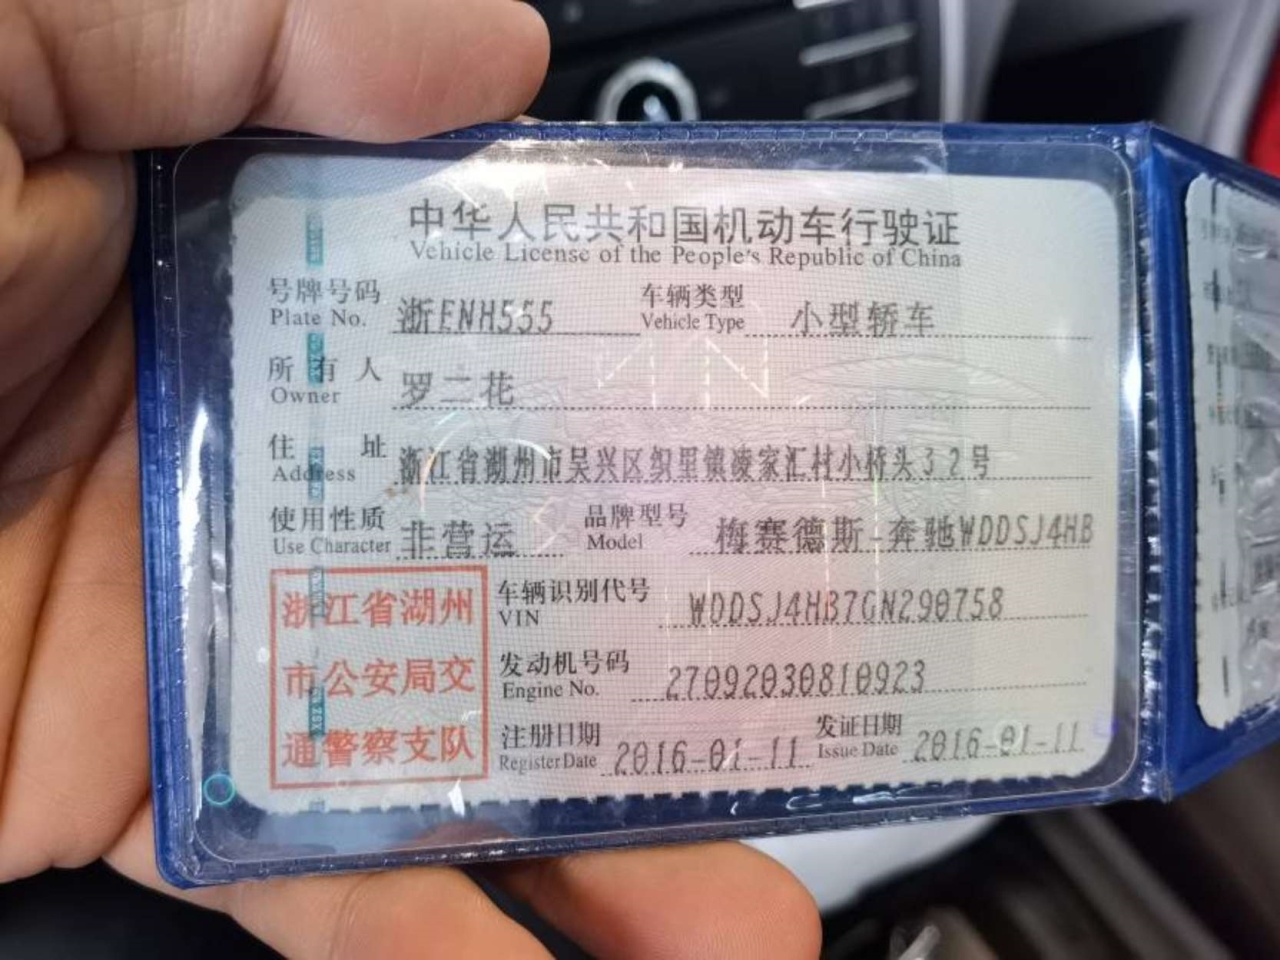 中华人民共和国机动车行驶证
Vehicle License of the People's Republic of China
号牌号码 浙ENH555 车辆类型 小型轿车
Plate No. Vehicle Type
所有人 罗二花
Owner
住址 浙江省湖州市吴兴区织里镇凌家汇村小桥头32号
Address
使用性质 非营运 品牌型号 梅赛德斯-奔驰WDDSJ4HB
Use Character Model
浙江省湖州
市公安局交
通警察支队
车辆识别代号 WDDSJ4HB7GN290758
VIN
发动机号码 27092030810923
Engine No.
注册日期 2016-01-11 发证日期 2016-01-11
Register Date Issue Date